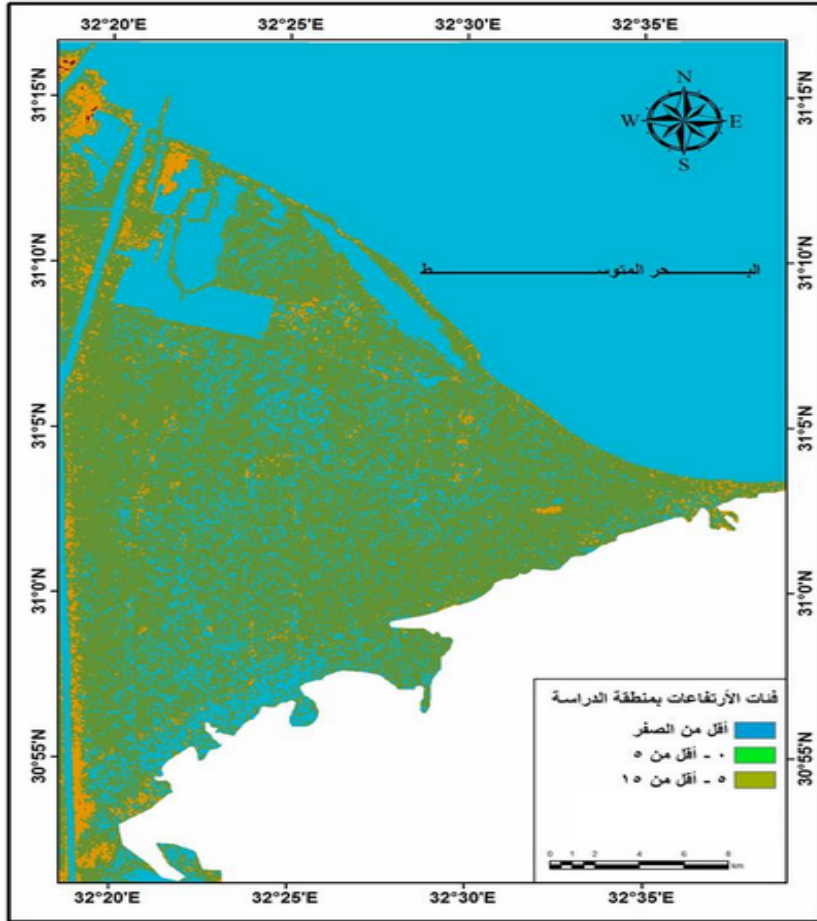 32°20'E 32°25'E 32°30'E 32°35'E
31°15'N 31°15'N
N
W E
S
31°10'N 31°10'N
البـــــــحر المتوســـــــــط
31°5'N 31°5'N
31°0'N 31°0'N
فئات الأرتفاعات بمنطقة الدراسة
أقل من الصفر
٠ - أقل من ٥
٥ - أقل من ١٥
30°55'N 30°55'N
0 1 2 4 6 8
km
32°20'E 32°25'E 32°30'E 32°35'E